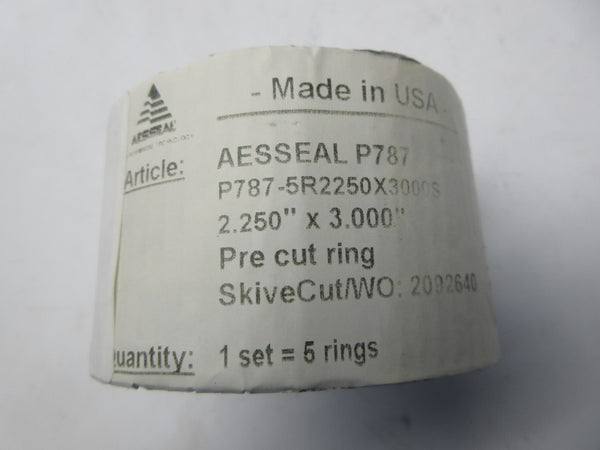 - Made in USA -
AESSEAL
Article: AESSEAL P787
P787-5R2250X3000S
2.250" x 3.000"
Pre cut ring
SkiveCut/WO: 2092640
uantity: 1 set = 5 rings